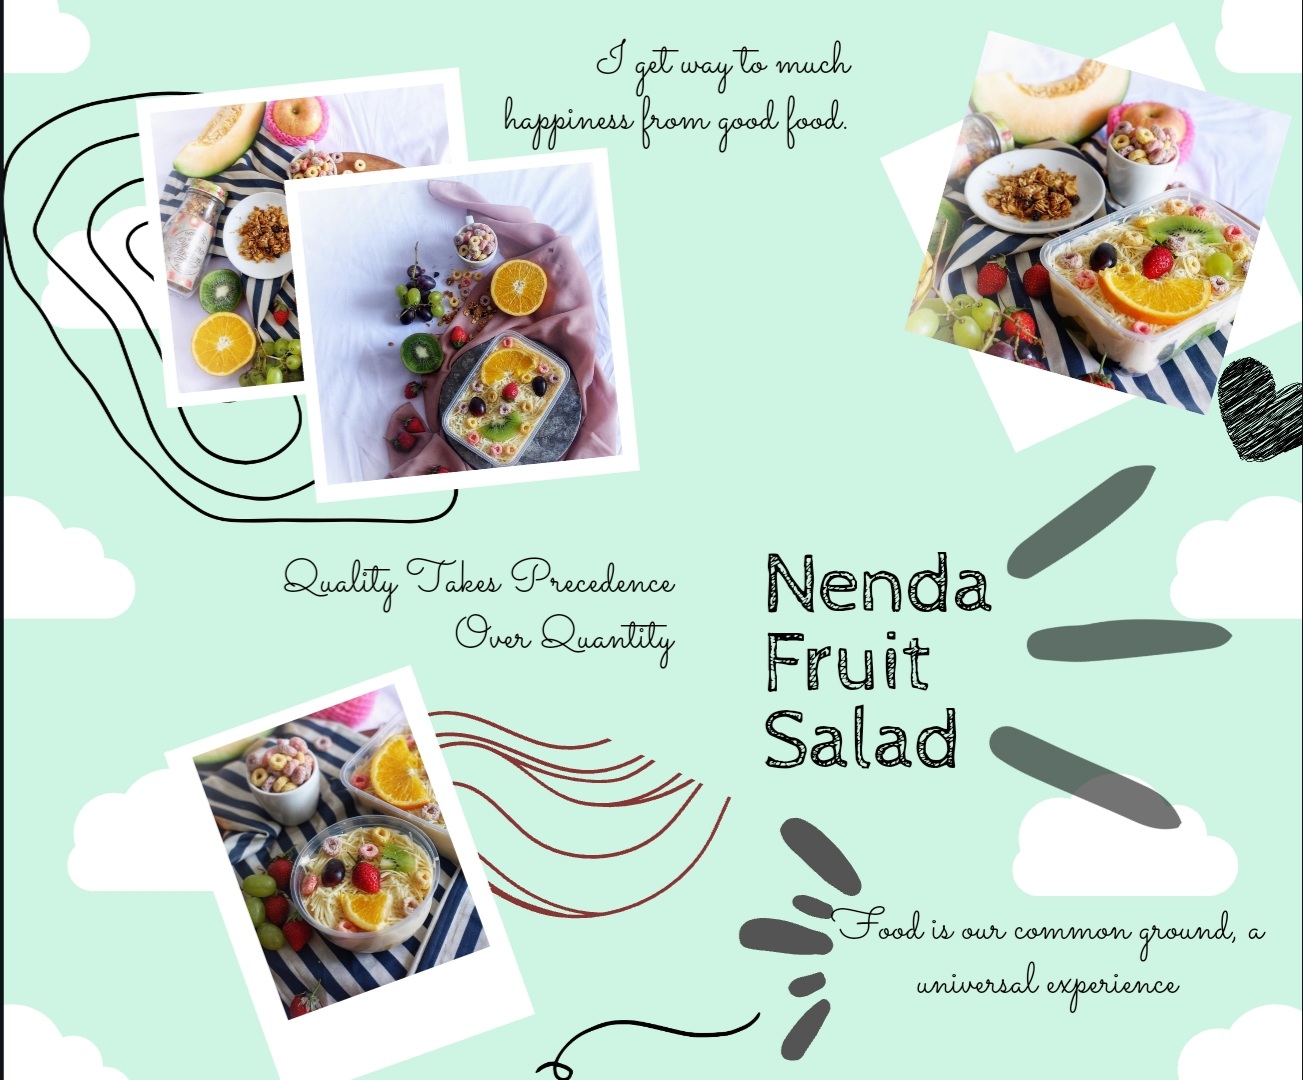 I get way to much
happiness from good food.
Quality Takes Precedence
Over Quantity
Nenda
Fruit
Salad
Food is our common ground, a
universal experience